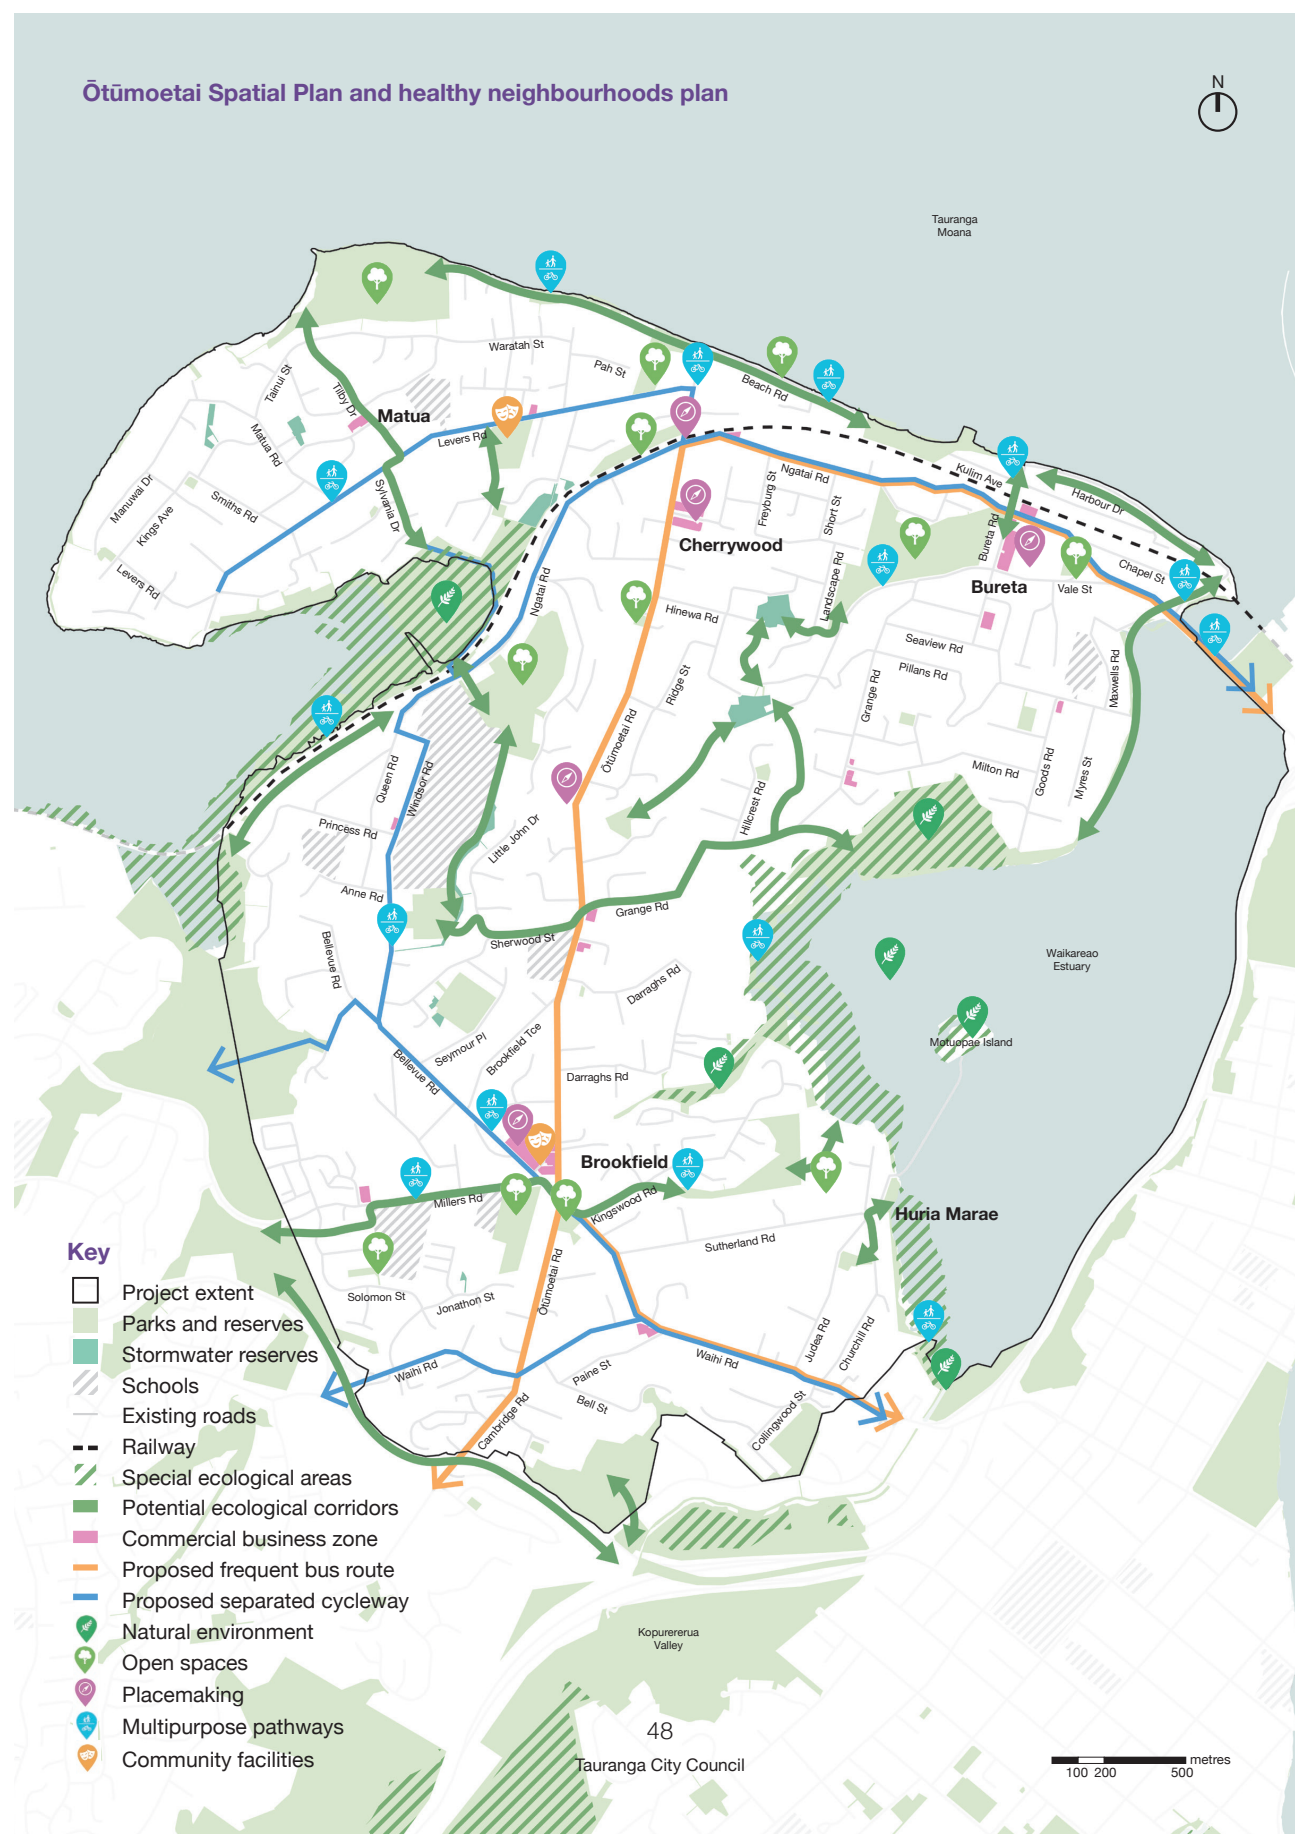 Ōtūmoetai Spatial Plan and healthy neighbourhoods plan
N
Tauranga
Moana
Waratah St
Pah St
Beach Rd
Tainui St
Tilby Dr
Matua
Levers Rd
Matua Rd
Kulim Ave
Ngatai Rd
Freyburg St
Harbour Dr
Manuwai Dr
Kings Ave
Smiths Rd
Sylvania Dr
Short St
Bureta Rd
Cherrywood
Landscape Rd
Chapel St
Levers Rd
Ngatai Rd
Bureta
Vale St
Hinewa Rd
Seaview Rd
Pillans Rd
Maxwells Rd
Ridge St
Grange Rd
Ōtūmoetai Rd
Queen Rd
Windsor Rd
Milton Rd
Goods Rd
Myres St
Hillcrest Rd
Princess Rd
Little John Dr
Anne Rd
Grange Rd
Sherwood St
Bellevue Rd
Waikareao
Estuary
Darraghs Rd
Seymour Pl
Brookfield Tce
Motuopae Island
Bellevue Rd
Darraghs Rd
Brookfield
Millers Rd
Kingswood Rd
Huria Marae
Sutherland Rd
Ōtūmoetai Rd
Solomon St
Jonathon St
Judea Rd
Churchill Rd
Waihi Rd
Waihi Rd
Paine St
Bell St
Cambridge Rd
Collingwood St
Key
Project extent
Parks and reserves
Stormwater reserves
Schools
Existing roads
Railway
Special ecological areas
Potential ecological corridors
Commercial business zone
Proposed frequent bus route
Proposed separated cycleway
Natural environment
Open spaces
Placemaking
Multipurpose pathways
Community facilities
Kopurererua
Valley
48
Tauranga City Council
metres
100 200 500